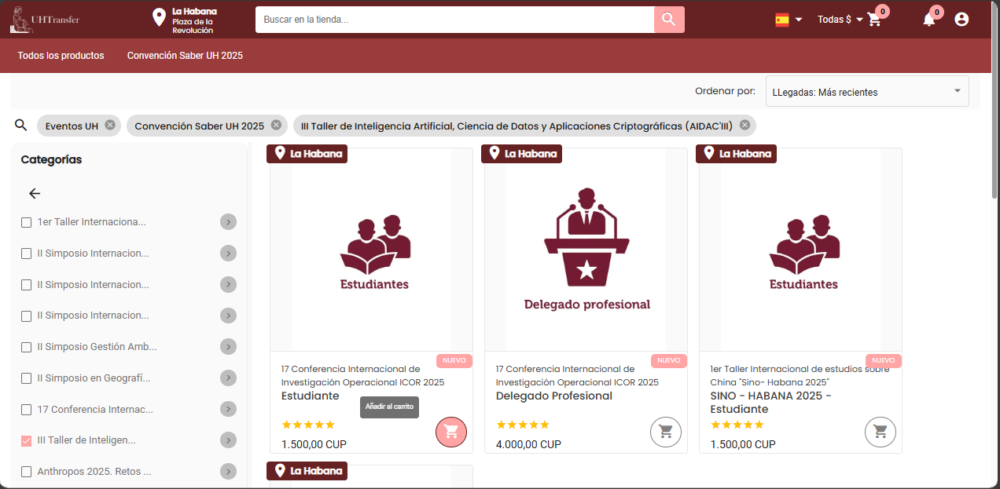 UHTransfer
La Habana
Plaza de la
Revolución
Buscar en la tienda...
Todas $
0
0
Todos los productos
Convención Saber UH 2025
Ordenar por:
LLegadas: Más recientes
Eventos UH
Convención Saber UH 2025
III Taller de Inteligencia Artificial, Ciencia de Datos y Aplicaciones Criptográficas (AIDAC'III)
Categorías
1er Taller Internaciona...
II Simposio Internacion...
II Simposio Internacion...
II Simposio Internacion...
II Simposio Gestión Amb...
II Simposio en Geografí...
17 Conferencia Internac...
III Taller de Inteligen...
Anthropos 2025. Retos ...
La Habana
Estudiantes
NUEVO
17 Conferencia Internacional de
Investigación Operacional ICOR 2025
Estudiante
Añadir al carrito
1.500,00 CUP
La Habana
Delegado profesional
NUEVO
17 Conferencia Internacional de
Investigación Operacional ICOR 2025
Delegado Profesional
4.000,00 CUP
La Habana
Estudiantes
NUEVO
1er Taller Internacional de estudios sobre
China "Sino- Habana 2025"
SINO - HABANA 2025 -
Estudiante
1.500,00 CUP
La Habana